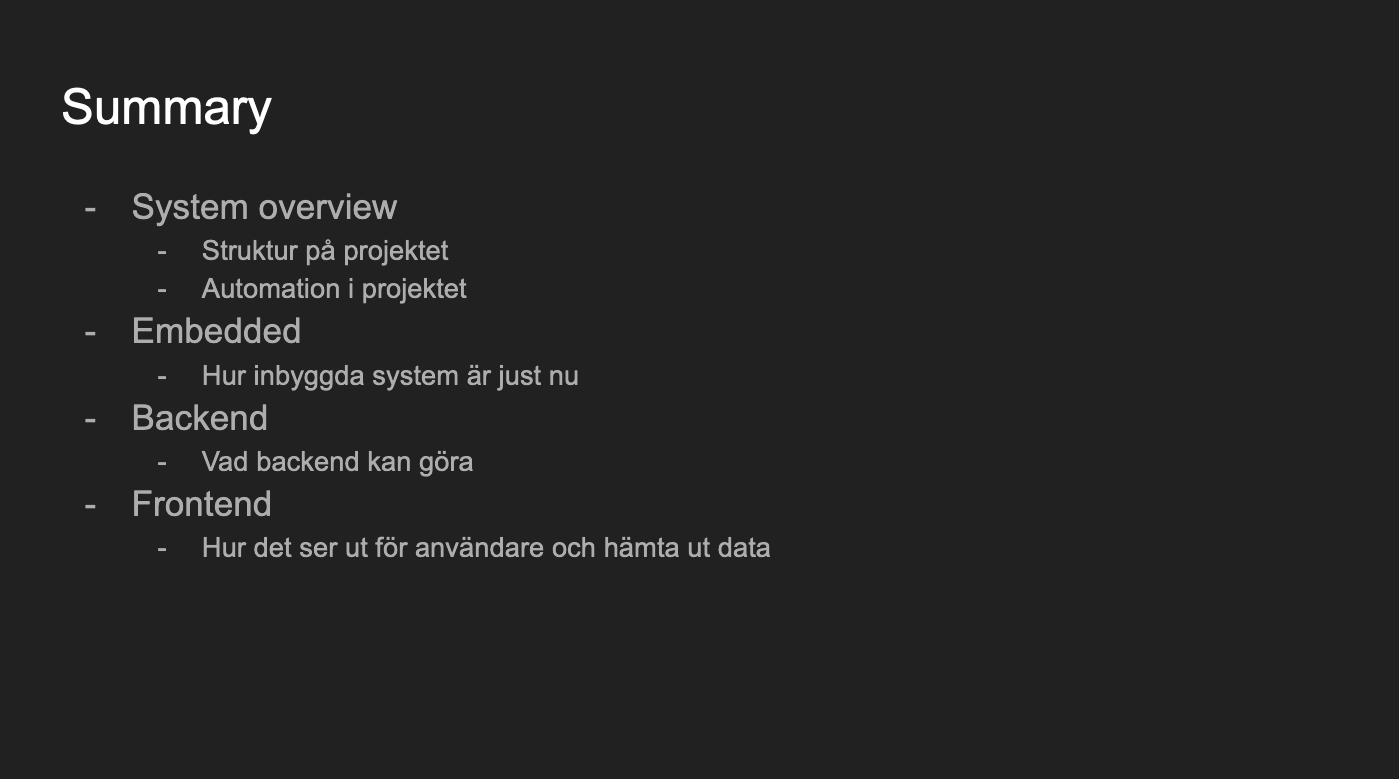 Summary
- System overview
- Struktur på projektet
- Automation i projektet
- Embedded
- Hur inbyggda system är just nu
- Backend
- Vad backend kan göra
- Frontend
- Hur det ser ut för användare och hämta ut data